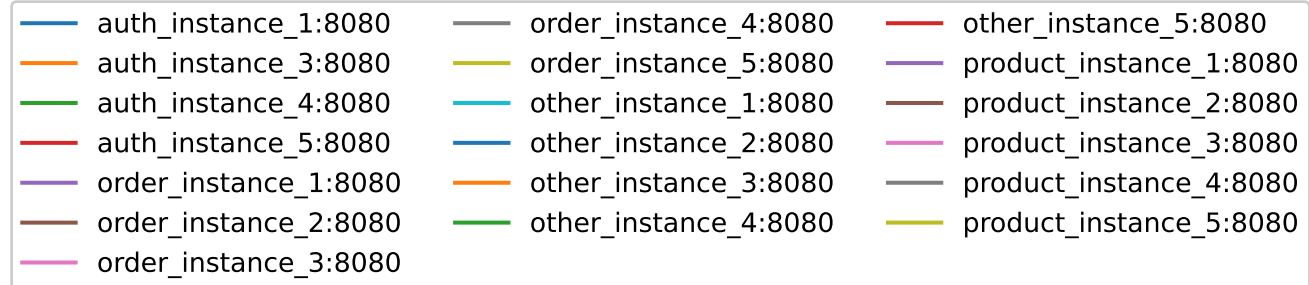 auth_instance_1:8080
auth_instance_3:8080
auth_instance_4:8080
auth_instance_5:8080
order_instance_1:8080
order_instance_2:8080
order_instance_3:8080
order_instance_4:8080
order_instance_5:8080
other_instance_1:8080
other_instance_2:8080
other_instance_3:8080
other_instance_4:8080
other_instance_5:8080
product_instance_1:8080
product_instance_2:8080
product_instance_3:8080
product_instance_4:8080
product_instance_5:8080